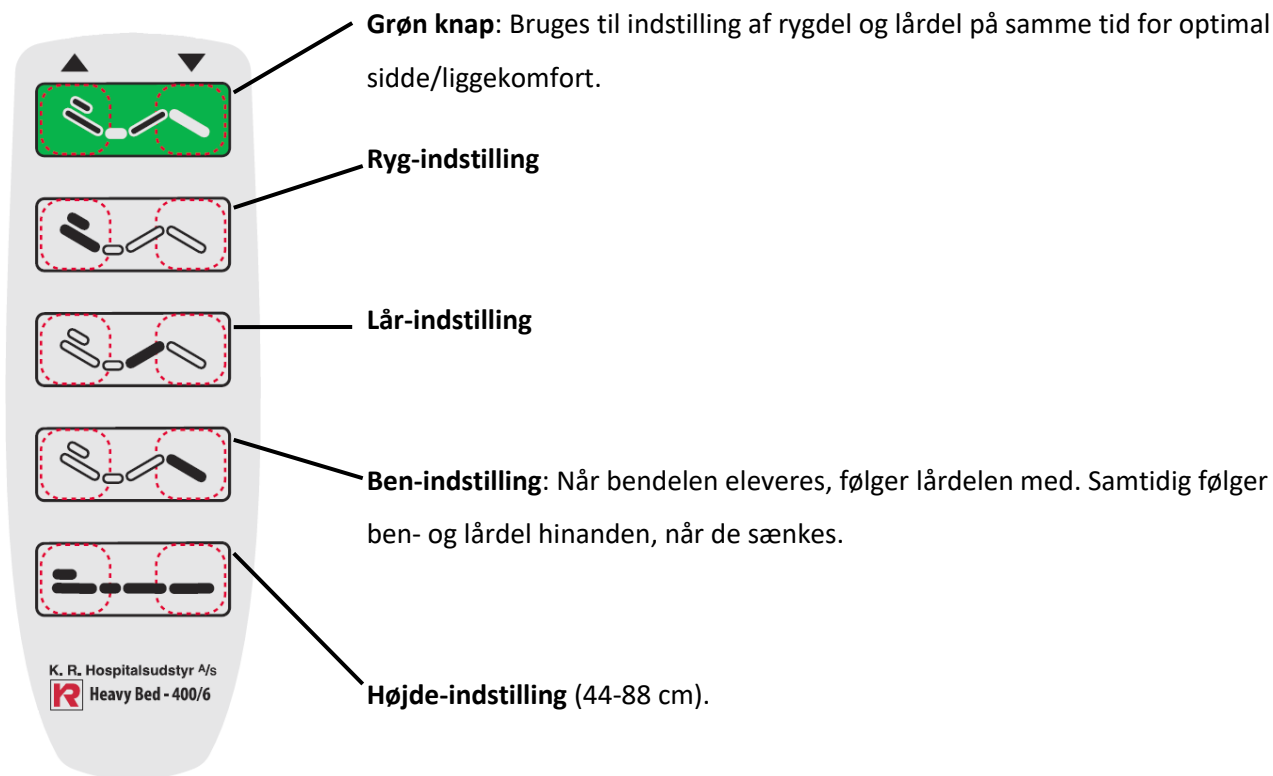 Grøn knap: Bruges til indstilling af rygdel og lårdel på samme tid for optimal
sidde/liggekomfort.
Ryg-indstilling
Lår-indstilling
Ben-indstilling: Når bendelen eleveres, følger lårdelen med. Samtidig følger
ben- og lårdel hinanden, når de sænkes.
Højde-indstilling (44-88 cm).
K. R. Hospitalsudstyr A/s
R Heavy Bed - 400/6